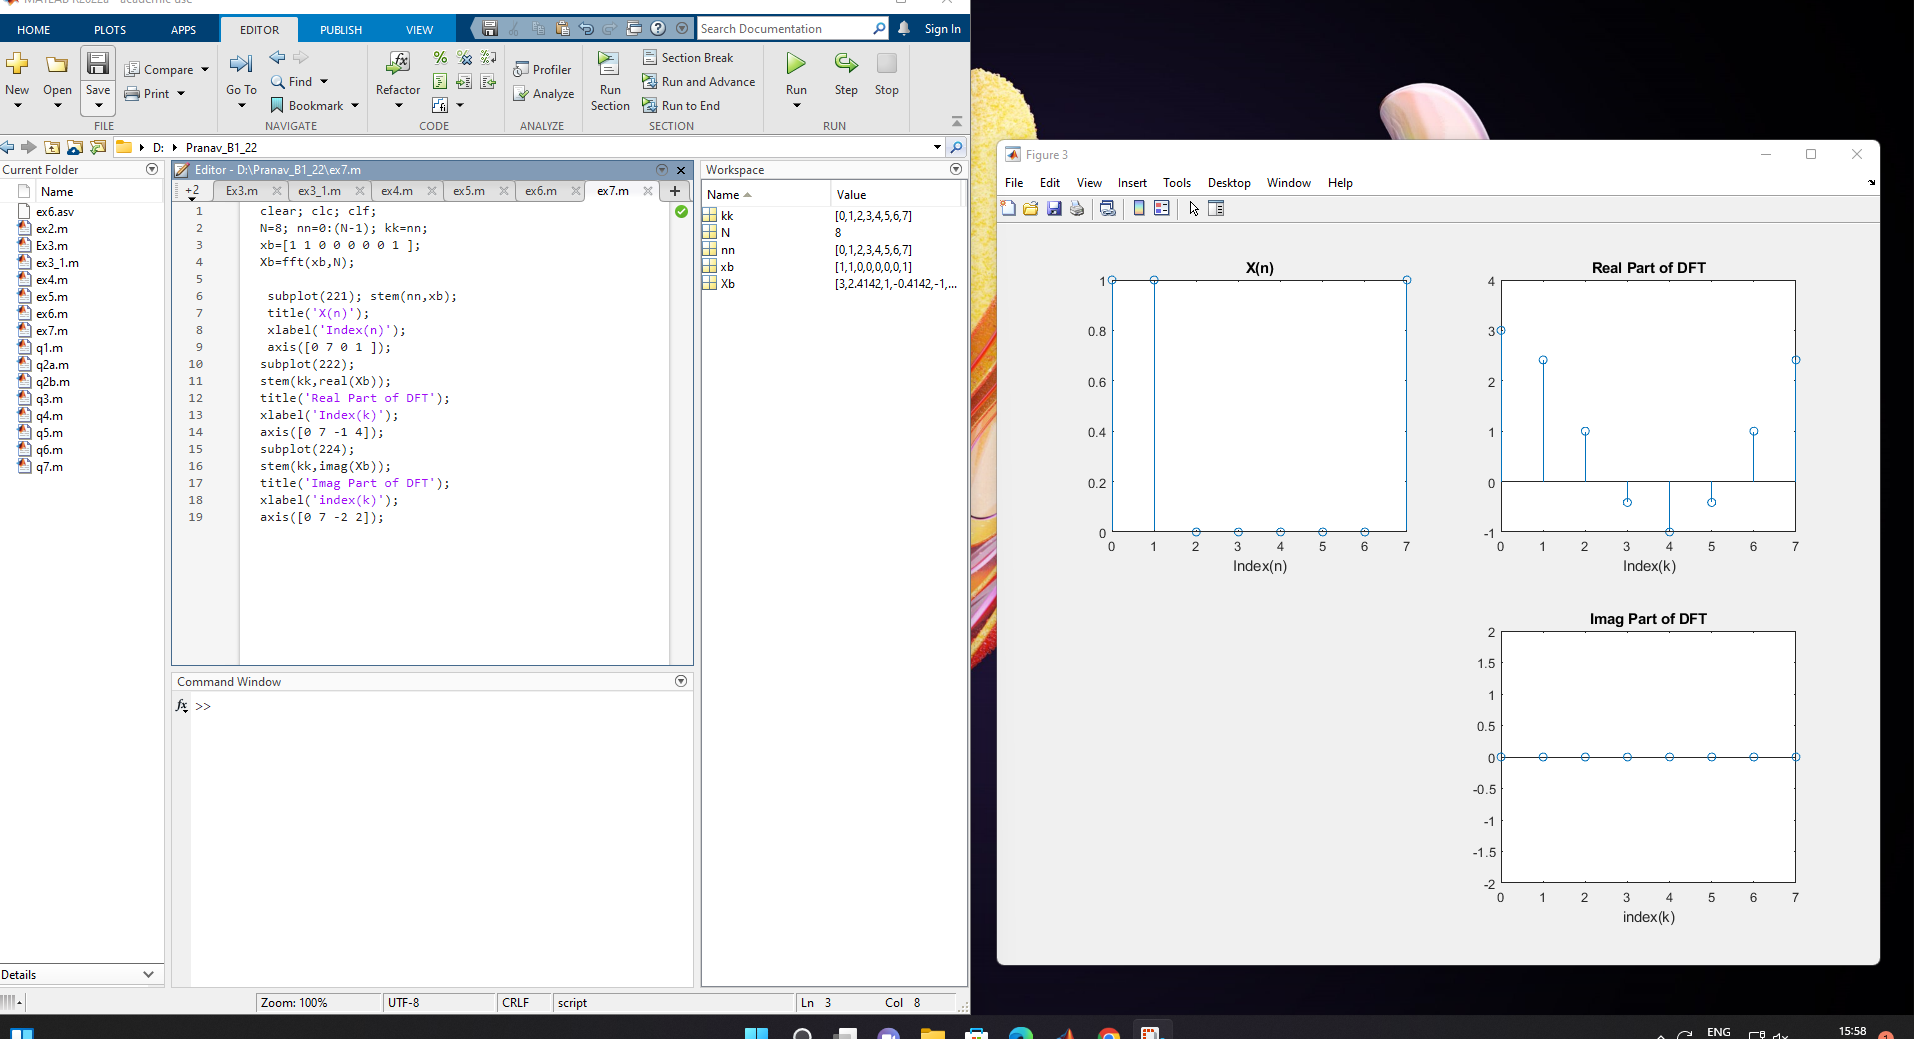 MATLAB R2022a - academic use
HOME PLOTS APPS EDITOR PUBLISH VIEW
Search Documentation
Sign In
New Open Save
Compare
Print
FILE
Go To
Find
Bookmark
NAVIGATE
Refactor
CODE
Profiler
Analyze
ANALYZE
Run Section
Section Break
Run and Advance
Run to End
SECTION
Run Step Stop
RUN
D: Pranav_B1_22
Current Folder
Name
ex6.asv
ex2.m
Ex3.m
ex3_1.m
ex4.m
ex5.m
ex6.m
ex7.m
q1.m
q2a.m
q2b.m
q3.m
q4.m
q5.m
q6.m
q7.m
Details
Editor - D:\Pranav_B1_22\ex7.m
+2 Ex3.m ex3_1.m ex4.m ex5.m ex6.m ex7.m
1 clear; clc; clf;
2 N=8; nn=0:(N-1); kk=nn;
3 xb=[1 1 0 0 0 0 0 1 ];
4 Xb=fft(xb,N);
5
6 subplot(221); stem(nn,xb);
7 title('X(n)');
8 xlabel('Index(n)');
9 axis([0 7 0 1 ]);
10 subplot(222);
11 stem(kk,real(Xb));
12 title('Real Part of DFT');
13 xlabel('Index(k)');
14 axis([0 7 -1 4]);
15 subplot(224);
16 stem(kk,imag(Xb));
17 title('Imag Part of DFT');
18 xlabel('index(k)');
19 axis([0 7 -2 2]);
Command Window
fx >>
Workspace
Name Value
kk [0,1,2,3,4,5,6,7]
N 8
nn [0,1,2,3,4,5,6,7]
xb [1,1,0,0,0,0,0,1]
Xb [3,2.4142,1,-0.4142,-1,...
Zoom: 100% UTF-8 CRLF script Ln 3 Col 8
Figure 3
File Edit View Insert Tools Desktop Window Help
X(n)
1
0.8
0.6
0.4
0.2
0
0 1 2 3 4 5 6 7
Index(n)
Real Part of DFT
4
3
2
1
0
-1
0 1 2 3 4 5 6 7
Index(k)
Imag Part of DFT
2
1.5
1
0.5
0
-0.5
-1
-1.5
-2
0 1 2 3 4 5 6 7
index(k)
ENG
15:58
1